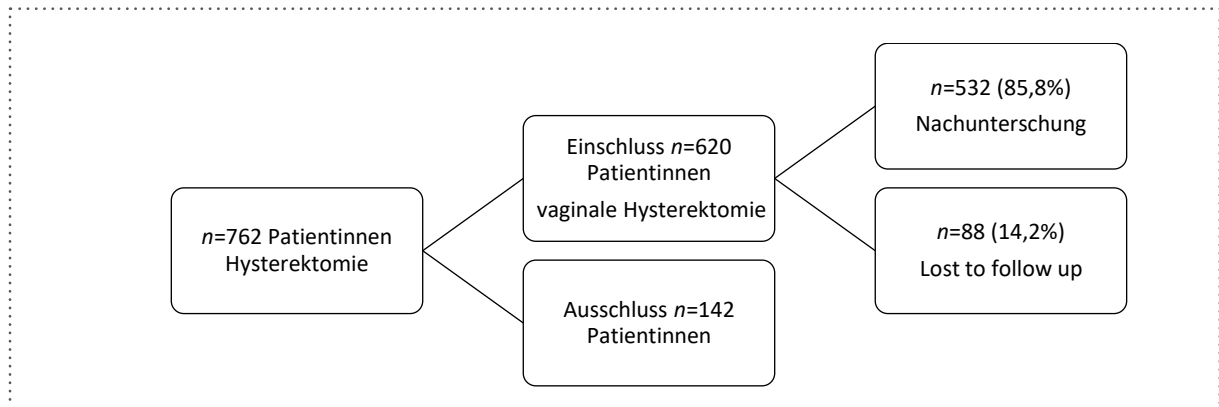 n=762 Patientinnen
Hysterektomie
Einschluss n=620
Patientinnen
vaginale Hysterektomie
Ausschluss n=142
Patientinnen
n=532 (85,8%)
Nachunterschung
n=88 (14,2%)
Lost to follow up